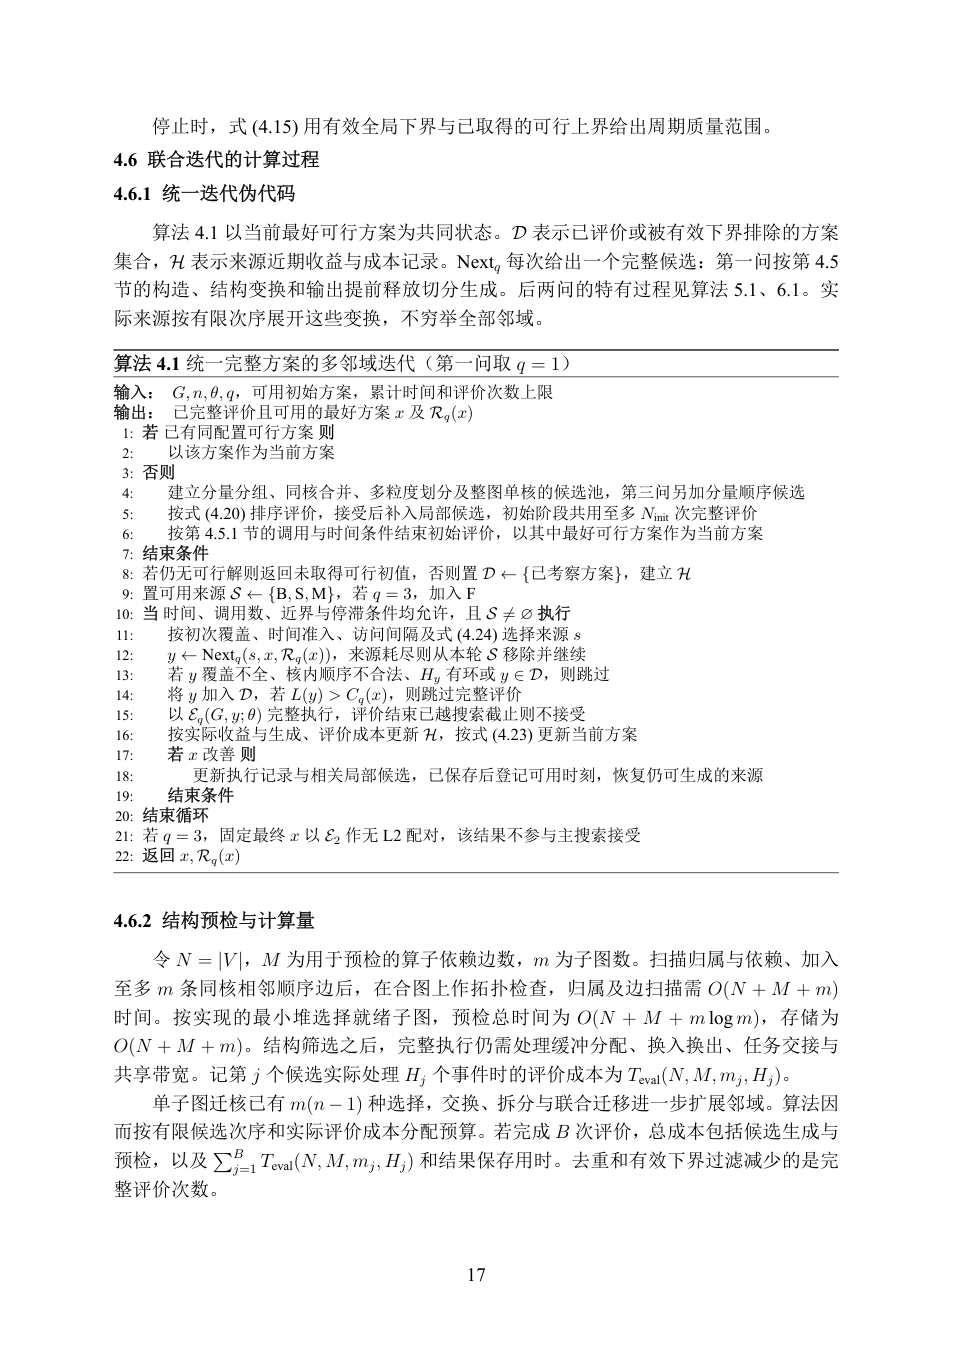 停止时，式 (4.15) 用有效全局下界与已取得的可行上界给出周期质量范围。
4.6 联合迭代的计算过程
4.6.1 统一迭代伪代码
算法 4.1 以当前最好可行方案为共同状态。𝒟 表示已评价或被有效下界排除的方案
集合，ℋ 表示来源近期收益与成本记录。Next_q 每次给出一个完整候选：第一问按第 4.5
节的构造、结构变换和输出提前释放切分生成。后两问的特有过程见算法 5.1、6.1。实
际来源按有限次序展开这些变换，不穷举全部邻域。
算法 4.1 统一完整方案的多邻域迭代（第一问取 q = 1）
输入： G, n, θ, q，可用初始方案，累计时间和评价次数上限
输出： 已完整评价且可用的最好方案 x 及 ℛ_q(x)
1: 若 已有同配置可行方案 则
2: 以该方案作为当前方案
3: 否则
4: 建立分量分组、同核合并、多粒度划分及整图单核的候选池，第三问另加分量顺序候选
5: 按式 (4.20) 排序评价，接受后补入局部候选，初始阶段共用至多 N_init 次完整评价
6: 按第 4.5.1 节的调用与时间条件结束初始评价，以其中最好可行方案作为当前方案
7: 结束条件
8: 若仍无可行解则返回未取得可行初值，否则置 𝒟 ← {已考察方案}，建立 ℋ
9: 置可用来源 𝒮 ← {B, S, M}，若 q = 3，加入 F
10: 当 时间、调用数、近界与停滞条件均允许，且 𝒮 ≠ ∅ 执行
11: 按初次覆盖、时间准入、访问间隔及式 (4.24) 选择来源 s
12: y ← Next_q(s, x, ℛ_q(x))，来源耗尽则从本轮 𝒮 移除并继续
13: 若 y 覆盖不全、核内顺序不合法、H_y 有环或 y ∈ 𝒟，则跳过
14: 将 y 加入 𝒟，若 L(y) > C_q(x)，则跳过完整评价
15: 以 ℰ_q(G, y; θ) 完整执行，评价结束已越搜索截止则不接受
16: 按实际收益与生成、评价成本更新 ℋ，按式 (4.23) 更新当前方案
17: 若 x 改善 则
18: 更新执行记录与相关局部候选，已保存后登记可用时刻，恢复仍可生成的来源
19: 结束条件
20: 结束循环
21: 若 q = 3，固定最终 x 以 ℰ_2 作无 L2 配对，该结果不参与主搜索接受
22: 返回 x, ℛ_q(x)
4.6.2 结构预检与计算量
令 N = |V|，M 为用于预检的算子依赖边数，m 为子图数。扫描归属与依赖、加入
至多 m 条同核相邻顺序边后，在合图上作拓扑检查，归属及边扫描需 O(N + M + m)
时间。按实现的最小堆选择就绪子图，预检总时间为 O(N + M + m log m)，存储为
O(N + M + m)。结构筛选之后，完整执行仍需处理缓冲分配、换入换出、任务交接与
共享带宽。记第 j 个候选实际处理 H_j 个事件时的评价成本为 T_eval(N, M, m_j, H_j)。
单子图迁核已有 m(n − 1) 种选择，交换、拆分与联合迁移进一步扩展邻域。算法因
而按有限候选次序和实际评价成本分配预算。若完成 B 次评价，总成本包括候选生成与
预检，以及 ∑_{j=1}^{B} T_eval(N, M, m_j, H_j) 和结果保存用时。去重和有效下界过滤减少的是完
整评价次数。
17